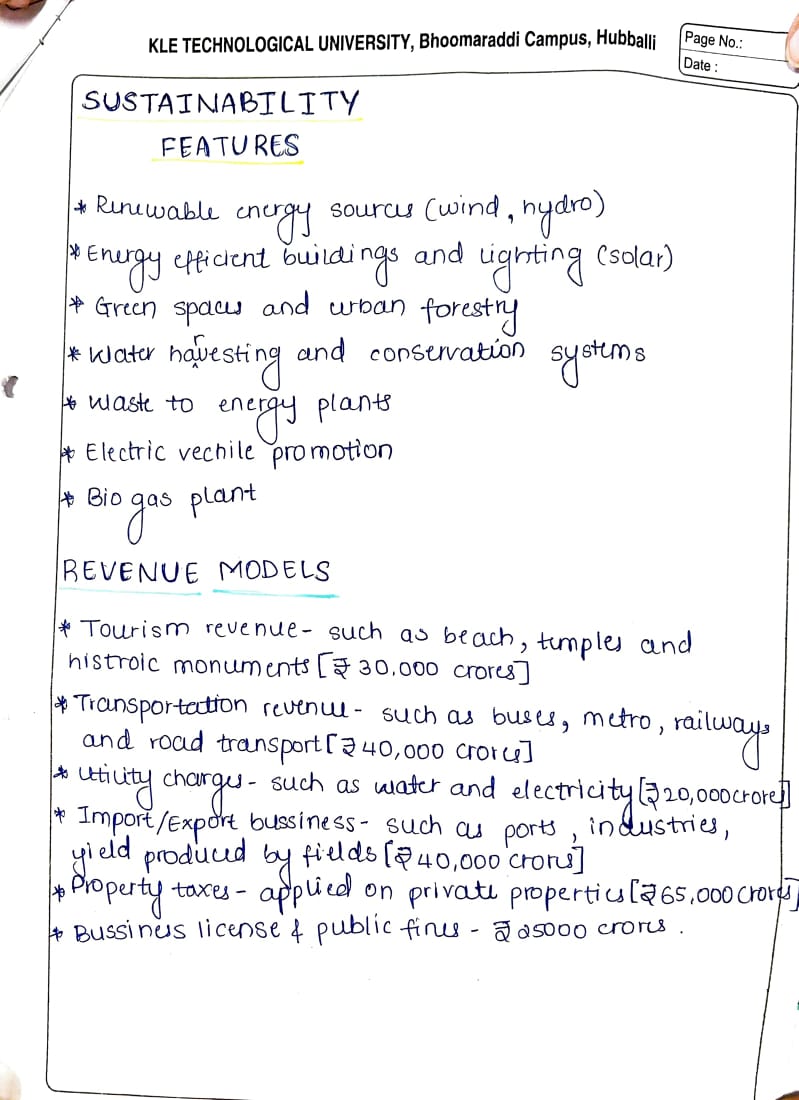 KLE TECHNOLOGICAL UNIVERSITY, Bhoomaraddi Campus, Hubballi
Page No.:
Date :
SUSTAINABILITY
FEATURES
* Renewable energy sources (wind, hydro)
* Energy efficient buildings and lighting (solar)
* Green spaces and urban forestry
* Water harvesting and conservation systems
* Waste to energy plants
* Electric vechile promotion
* Bio gas plant
REVENUE MODELS
* Tourism revenue - such as beach, temples and
histroic monuments [₹ 30,000 crores]
* Transportation revenue - such as buses, metro, railways
and road transport [₹ 40,000 crores]
* Utility charges - such as water and electricity [₹ 20,000 crores]
* Import/Export bussiness - such as ports, industries,
yield produced by fields [₹ 40,000 crores]
* Property taxes - applied on private properties [₹ 65,000 crores]
* Bussiness license & public fines - ₹ 25000 crores.